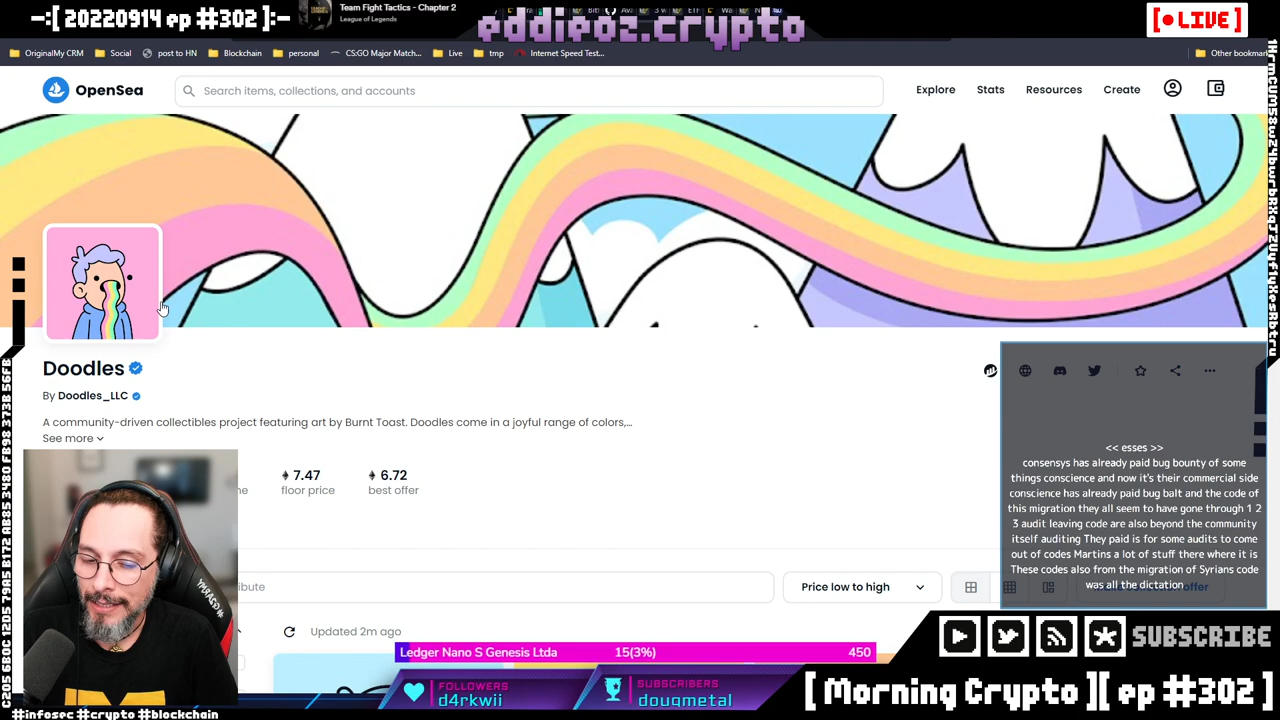 -:[ 20220914 ep #302 ]:-
Team Fight Tactics - Chapter 2
League of Legends
eddieoz.crypto
[● LIVE ]
OriginalMy CRM
Social
post to HN
Blockchain
personal
CS:GO Major Match...
Live
tmp
Internet Speed Test...
Other bookmar
OpenSea
Search items, collections, and accounts
Explore
Stats
Resources
Create
Doodles
By Doodles_LLC
A community-driven collectibles project featuring art by Burnt Toast. Doodles come in a joyful range of colors,...
See more
7.47
floor price
6.72
best offer
<< esses >>
consensys has already paid bug bounty of some
things conscience and now it's their commercial side
conscience has already paid bug balt and the code of
this migration they all seem to have gone through 1 2
3 audit leaving code are also beyond the community
itself auditing They paid is for some audits to come
out of codes Martins a lot of stuff there where it is
These codes also from the migration of Syrians code
was all the dictation
Price low to high
offer
Updated 2m ago
YMRASO#
Ledger Nano S Genesis Ltda
15(3%)
450
FOLLOWERS
d4rkwii
SUBSCRIBERS
dougmetal
SUBSCRIBE
[ Morning Crypto ][ ep #302 ]
#infosec #crypto #blockchain